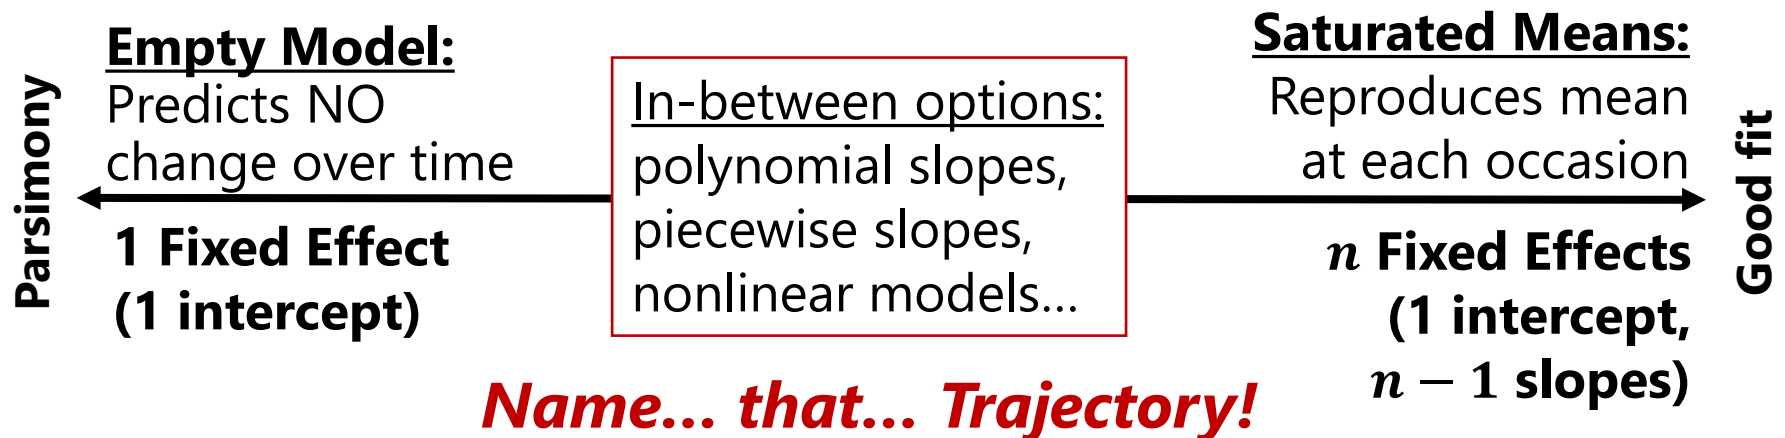 Parsimony
Empty Model:
Predicts NO
change over time
1 Fixed Effect
(1 intercept)
In-between options:
polynomial slopes,
piecewise slopes,
nonlinear models...
Saturated Means:
Reproduces mean
at each occasion
n Fixed Effects
(1 intercept,
n − 1 slopes)
Good fit
Name... that... Trajectory!